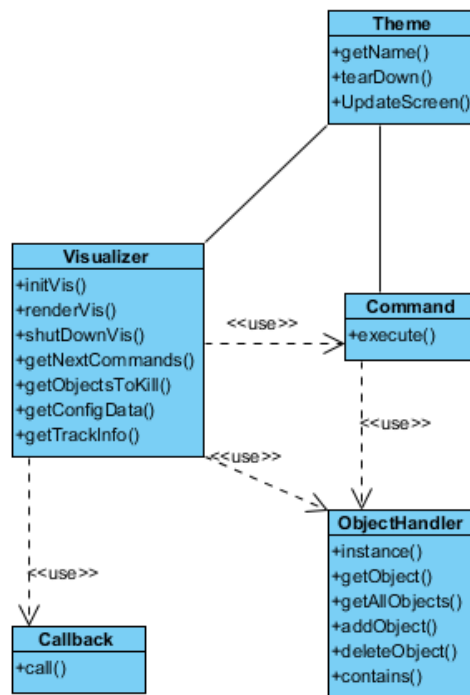 Theme
+getName()
+tearDown()
+UpdateScreen()
Visualizer
+initVis()
+renderVis()
+shutDownVis()
+getNextCommands()
+getObjectsToKill()
+getConfigData()
+getTrackInfo()
<<use>>
Command
+execute()
<<use>>
<<use>>
ObjectHandler
+instance()
+getObject()
+getAllObjects()
+addObject()
+deleteObject()
+contains()
<<use>>
Callback
+call()